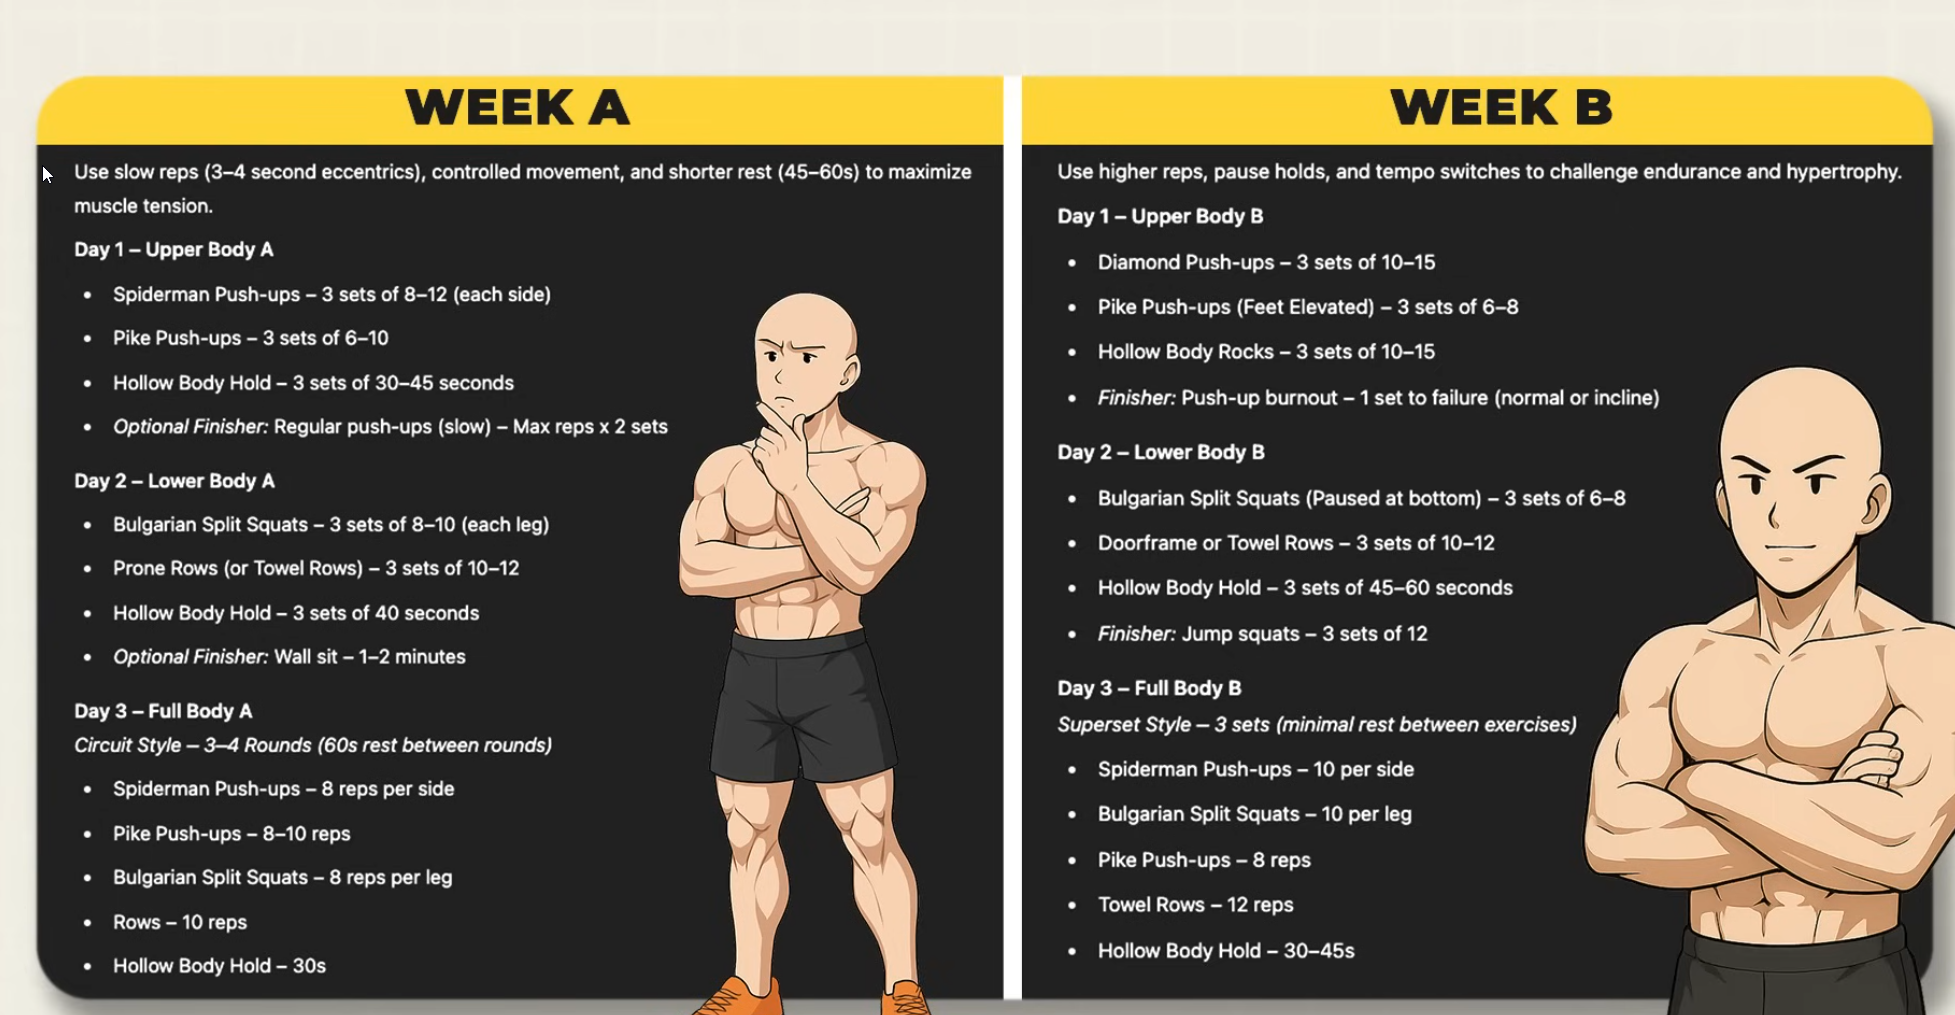 WEEK A
Use slow reps (3–4 second eccentrics), controlled movement, and shorter rest (45–60s) to maximize
muscle tension.
Day 1 – Upper Body A
• Spiderman Push-ups – 3 sets of 8–12 (each side)
• Pike Push-ups – 3 sets of 6–10
• Hollow Body Hold – 3 sets of 30–45 seconds
• Optional Finisher: Regular push-ups (slow) – Max reps x 2 sets
Day 2 – Lower Body A
• Bulgarian Split Squats – 3 sets of 8–10 (each leg)
• Prone Rows (or Towel Rows) – 3 sets of 10–12
• Hollow Body Hold – 3 sets of 40 seconds
• Optional Finisher: Wall sit – 1–2 minutes
Day 3 – Full Body A
Circuit Style – 3–4 Rounds (60s rest between rounds)
• Spiderman Push-ups – 8 reps per side
• Pike Push-ups – 8–10 reps
• Bulgarian Split Squats – 8 reps per leg
• Rows – 10 reps
• Hollow Body Hold – 30s
WEEK B
Use higher reps, pause holds, and tempo switches to challenge endurance and hypertrophy.
Day 1 – Upper Body B
• Diamond Push-ups – 3 sets of 10–15
• Pike Push-ups (Feet Elevated) – 3 sets of 6–8
• Hollow Body Rocks – 3 sets of 10–15
• Finisher: Push-up burnout – 1 set to failure (normal or incline)
Day 2 – Lower Body B
• Bulgarian Split Squats (Paused at bottom) – 3 sets of 6–8
• Doorframe or Towel Rows – 3 sets of 10–12
• Hollow Body Hold – 3 sets of 45–60 seconds
• Finisher: Jump squats – 3 sets of 12
Day 3 – Full Body B
Superset Style – 3 sets (minimal rest between exercises)
• Spiderman Push-ups – 10 per side
• Bulgarian Split Squats – 10 per leg
• Pike Push-ups – 8 reps
• Towel Rows – 12 reps
• Hollow Body Hold – 30–45s